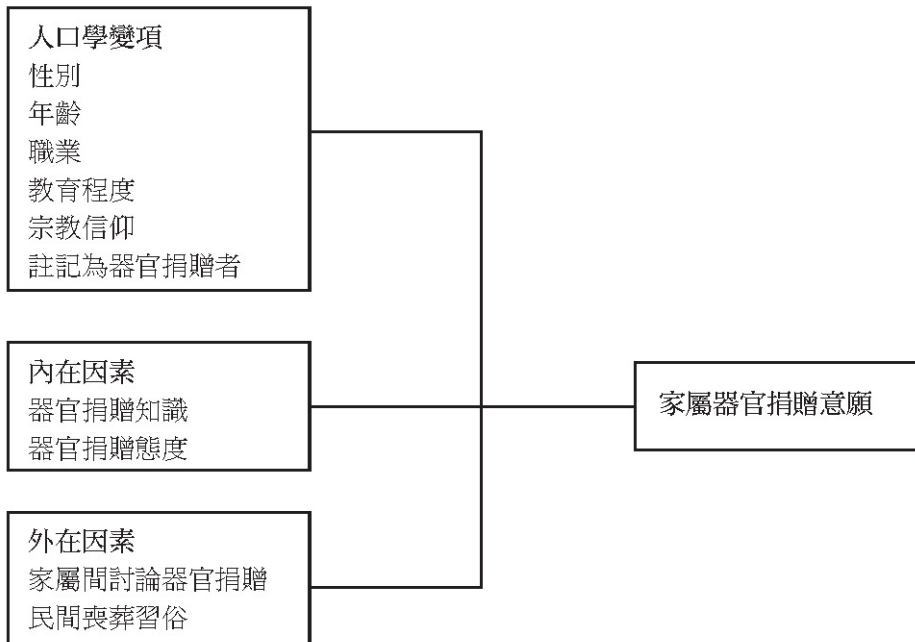 人口學變項
性別
年齡
職業
教育程度
宗教信仰
註記為器官捐贈者
內在因素
器官捐贈知識
器官捐贈態度
外在因素
家屬間討論器官捐贈
民間喪葬習俗
家屬器官捐贈意願